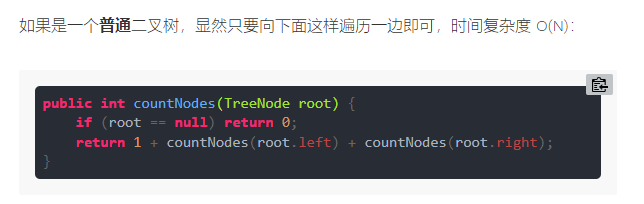 如果是一个普通二叉树，显然只要向下面这样遍历一边即可，时间复杂度 O(N)：
public int countNodes(TreeNode root) {
    if (root == null) return 0;
    return 1 + countNodes(root.left) + countNodes(root.right);
}